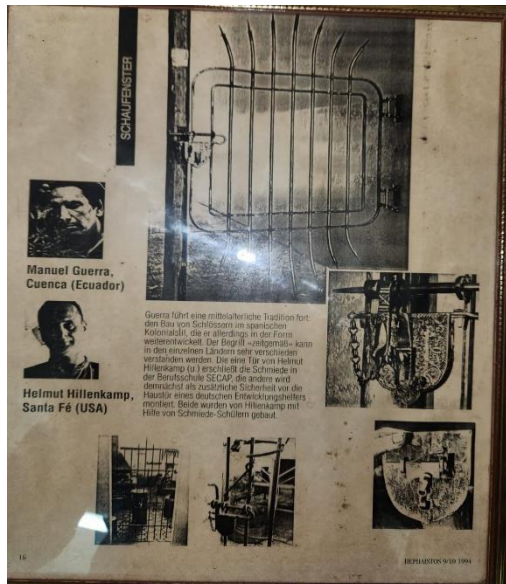 SCHAUFENSTER
Manuel Guerra,
Cuenca (Ecuador)
Helmut Hillenkamp,
Santa Fé (USA)
Guerra führt eine mittelalterliche Tradition fort:
den Bau von Schlössern im spanischen
Kolonialstil, die er allerdings in der Form
weiterentwickelt. Der Begriff »zeitgemäß« kann
in den einzelnen Ländern sehr verschieden
verstanden werden. Die eine Tür von Helmut
Hillenkamp (u.) erschließt die Schmiede in
der Berufsschule SECAP, die andere wird
demnächst als zusätzliche Sicherheit vor die
Haustür eines deutschen Entwicklungshelfers
montiert. Beide wurden von Hillenkamp mit
Hilfe von Schmiede-Schülern gebaut.
16
HEPHAISTOS 9/10 1994